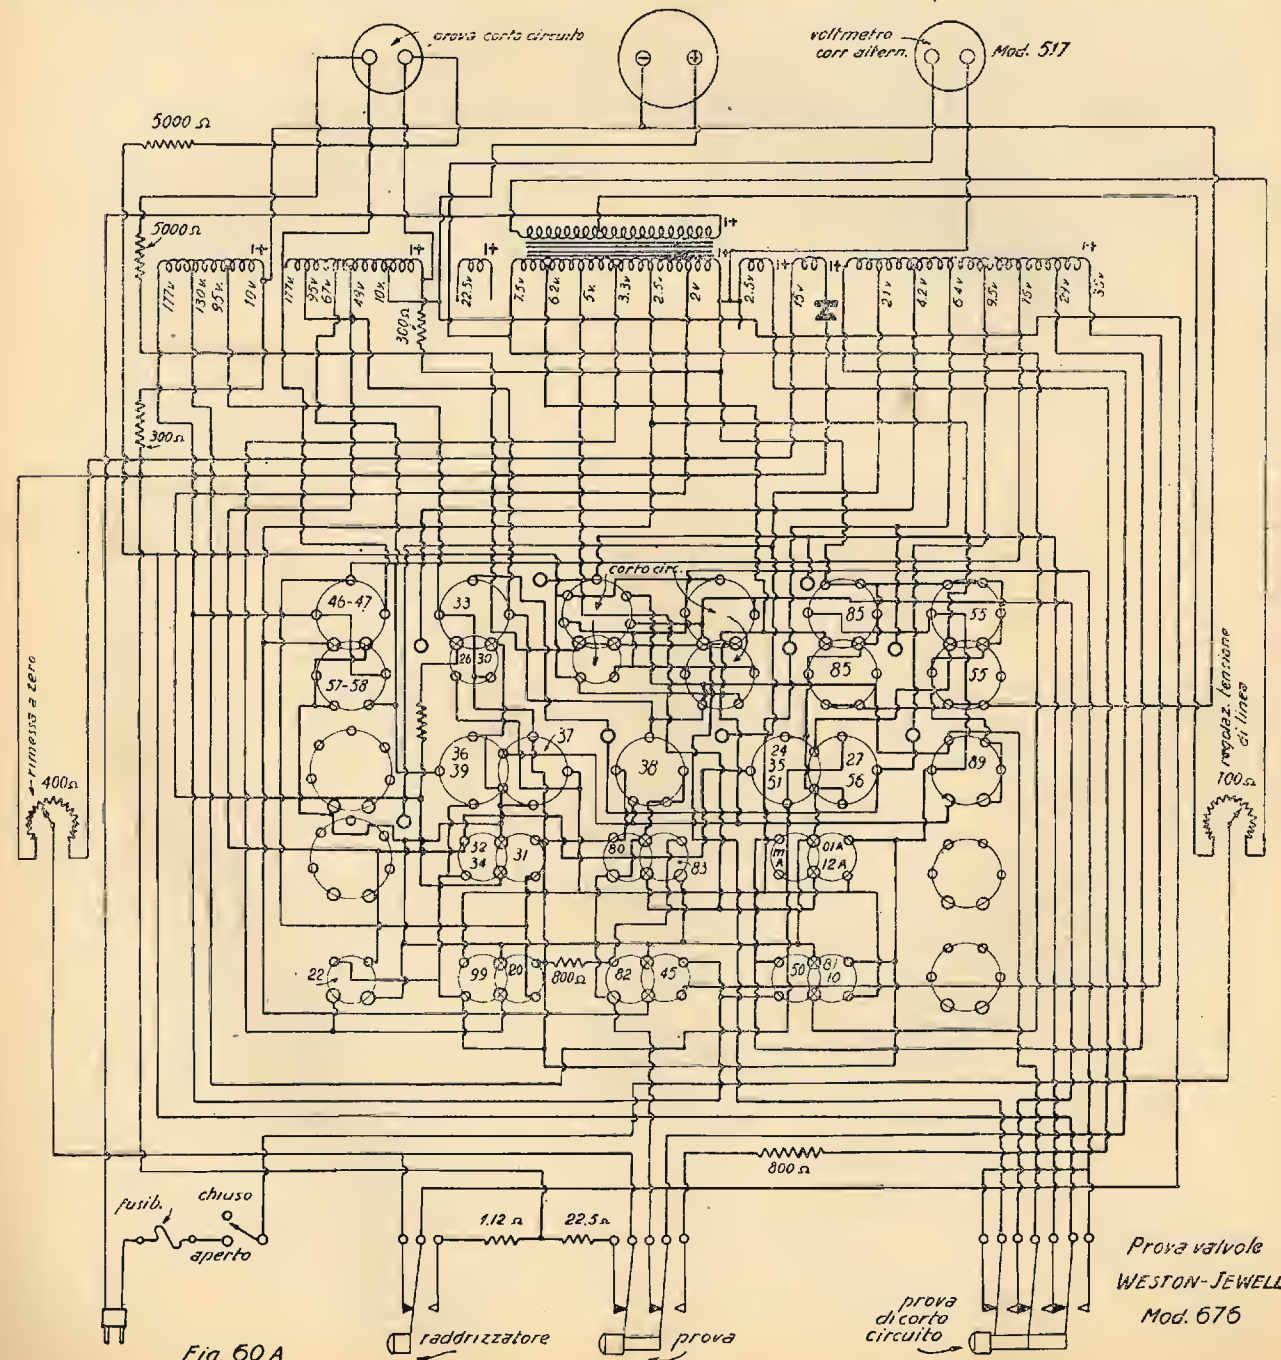 prova corto circuito
voltmetro
corr altern.
Mod. 517
5000 Ω
5000 Ω
177v.
130v.
95v.
10v
177v.
95v
67v
49v
10v.
22.5v
7.5v
6.2v
5v
3.3v
2.5v
2v
2.5v
15v
2.1v
4.2v
6.4v
9.5v
15v
300Ω
300Ω
corto circ.
46-47
33
85
55
57-58
26
30
85
55
36
39
37
38
24
35
51
27
56
89
32
34
31
80
83
mA
01A
12A
22
99
20
800Ω
82
45
50
81
10
rimessa a zero
400Ω
regolaz. tensione
di linea
100Ω
800 Ω
fusib.
chiuso
aperto
1.12 Ω
22.5 Ω
raddrizzatore
prova
prova
di corto
circuito
Prova valvole
WESTON-JEWELL
Mod. 676
Fig. 60A